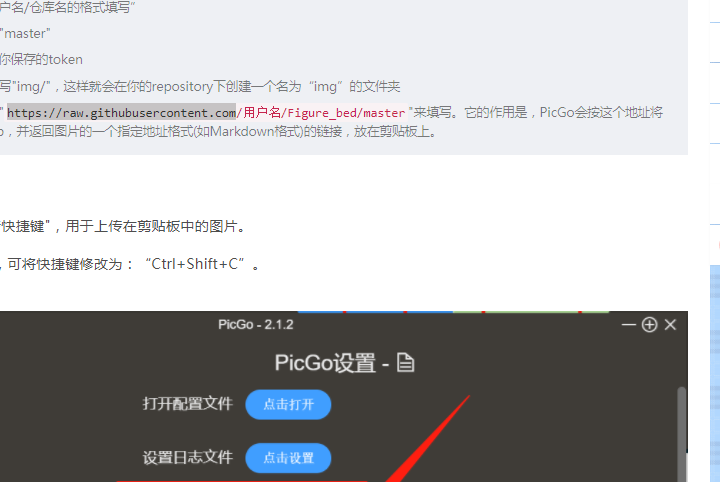 户名/仓库名的格式填写”
"master"
你保存的token
写"img/"，这样就会在你的repository下创建一个名为“img”的文件夹
"https://raw.githubusercontent.com/用户名/Figure_bed/master"来填写。它的作用是，PicGo会按这个地址将
，并返回图片的一个指定地址格式(如Markdown格式)的链接，放在剪贴板上。
快捷键"，用于上传在剪贴板中的图片。
，可将快捷键修改为：“Ctrl+Shift+C”。
PicGo - 2.1.2
PicGo设置 -
打开配置文件 点击打开
设置日志文件 点击设置